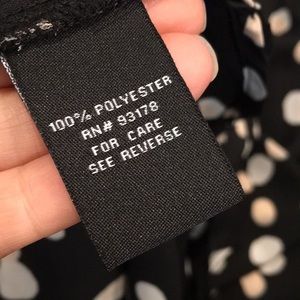 100% POLYESTER
RN# 93178
FOR CARE
SEE REVERSE